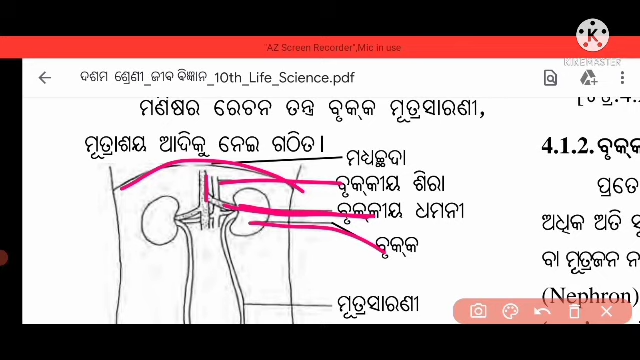 "AZ Screen Recorder",Mic in use
KINEMASTER
ଦଶମ ଶ୍ରେଣୀ_ଜୀବ ବିଜ୍ଞାନ_10th_Life_Science.pdf
ମଣିଷର ରେଚନ ତନ୍ତ୍ର ବୃକ୍‌କ ମୂତ୍ରସାରଣୀ,
ମୂତ୍ରାଶୟ ଆଦିକୁ ନେଇ ଗଠିତ।
ମଧ୍ୟଚ୍ଛଦା
ବୃକ୍‌କୀୟ ଶିରା
ବୃକ୍‌କୀୟ ଧମନୀ
ବୃକ୍‌କ
ମୂତ୍ରସାରଣୀ
4.1.2. ବୃକ୍‌କ
ପ୍ରତେ
ଅଧିକ ଅତି ସୂ
ବା ମୂତ୍ରଜନ ନ
(Nephron)